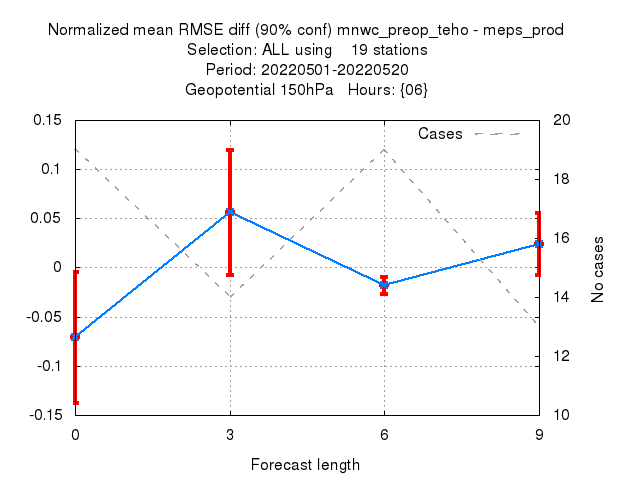 Normalized mean RMSE diff (90% conf) mnwc_preop_teho - meps_prod
Selection: ALL using    19 stations
Period: 20220501-20220520
Geopotential 150hPa   Hours: {06}
Cases
0.15
0.1
0.05
0
-0.05
-0.1
-0.15
20
18
16
14
12
10
No cases
0 3 6 9
Forecast length